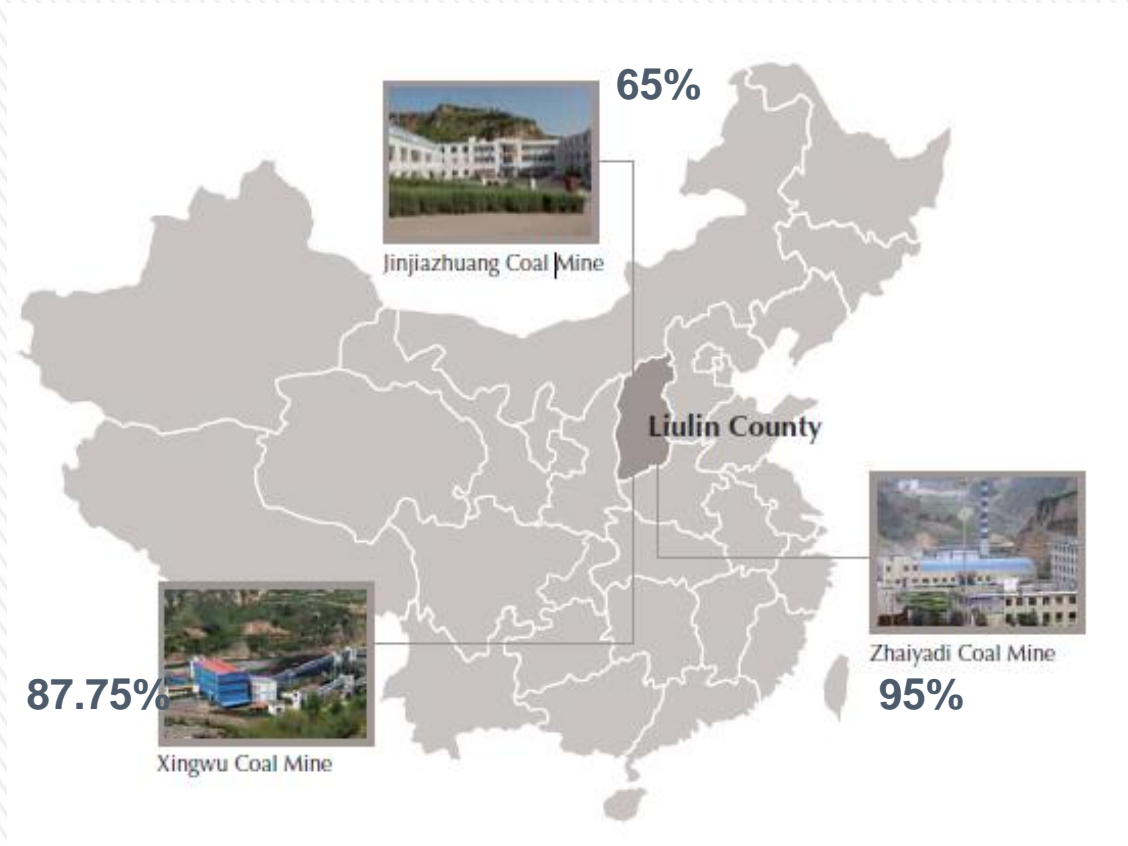 65%
Jinjiazhuang Coal Mine
Liulin County
Zhaiyadi Coal Mine
95%
87.75%
Xingwu Coal Mine